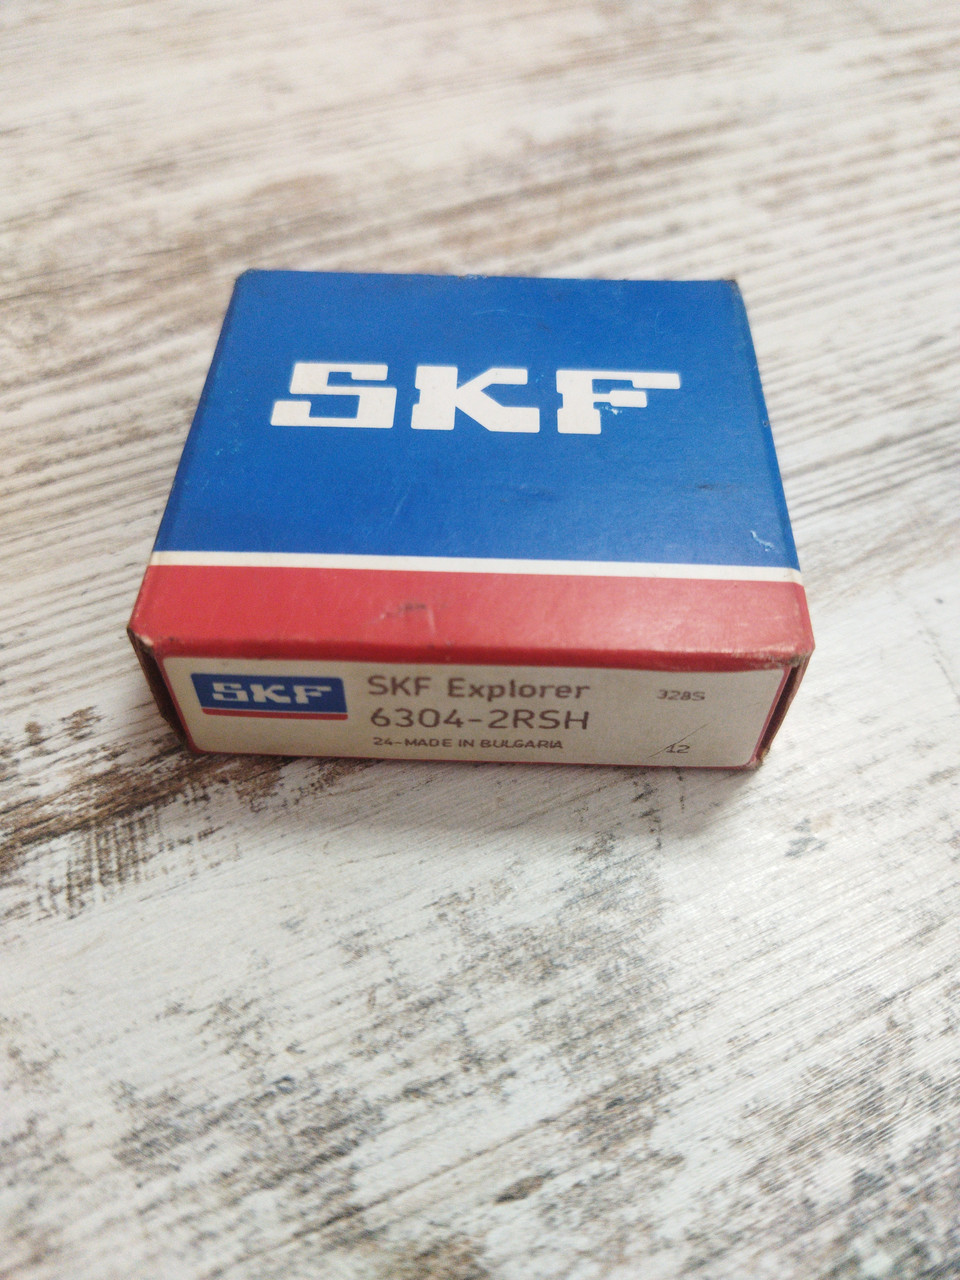 SKF
SKF
SKF Explorer
328S
6304-2RSH
24-MADE IN BULGARIA
/12